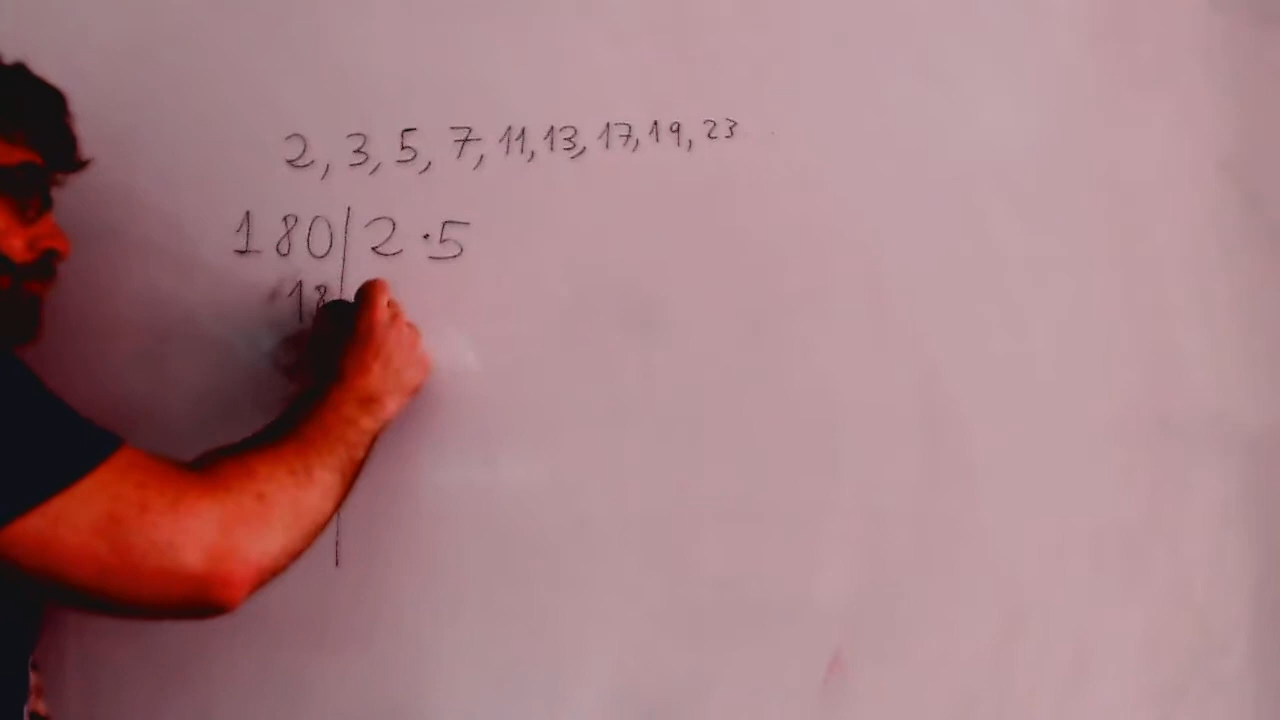 2, 3, 5, 7, 11, 13, 17, 19, 23
180 | 2 · 5
18